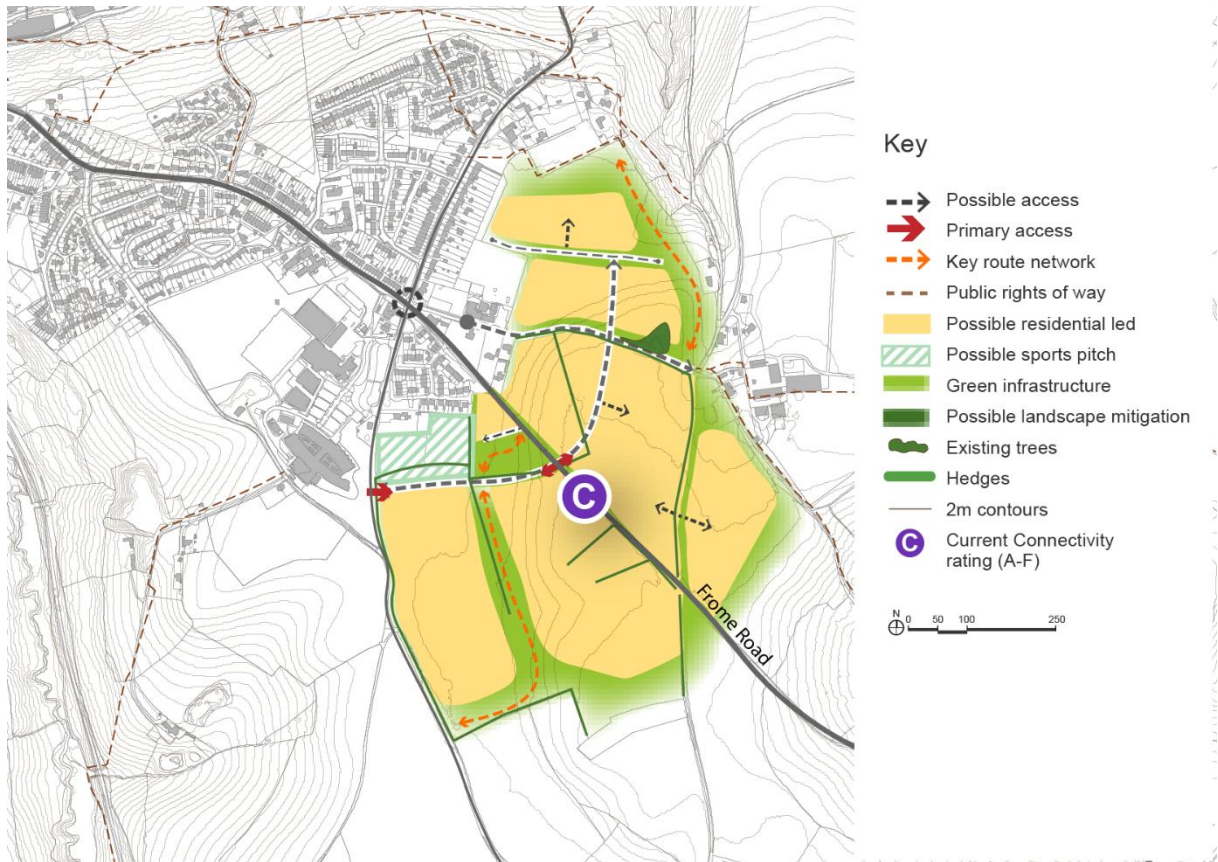 Key
Possible access
Primary access
Key route network
Public rights of way
Possible residential led
Possible sports pitch
Green infrastructure
Possible landscape mitigation
Existing trees
Hedges
2m contours
C
Current Connectivity
rating (A-F)
N
0 50 100 250
C
Frome Road